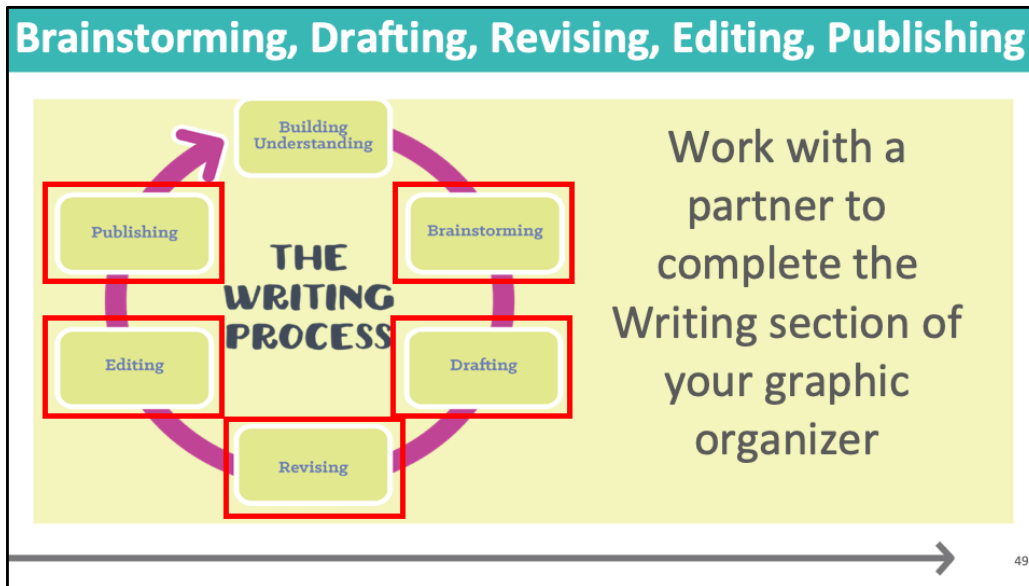 Brainstorming, Drafting, Revising, Editing, Publishing
Building
Understanding
Publishing
Brainstorming
THE
WRITING
PROCESS
Editing
Drafting
Revising
Work with a
partner to
complete the
Writing section of
your graphic
organizer
49